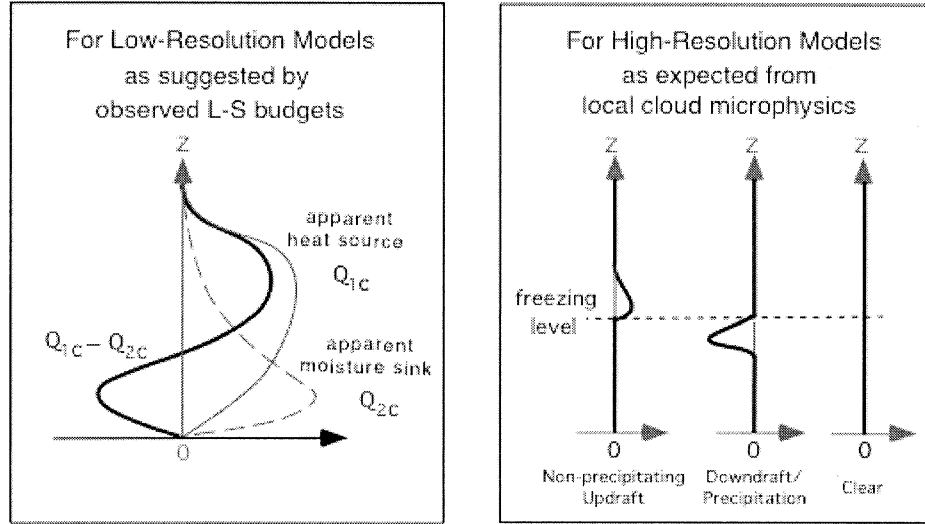 For Low-Resolution Models
as suggested by
observed L-S budgets
Z
apparent
heat source
Q1C
Q1C – Q2C
apparent
moisture sink
Q2C
0
For High-Resolution Models
as expected from
local cloud microphysics
Z Z Z
freezing
level
0 0 0
Non-precipitating
Updraft
Downdraft/
Precipitation
Clear